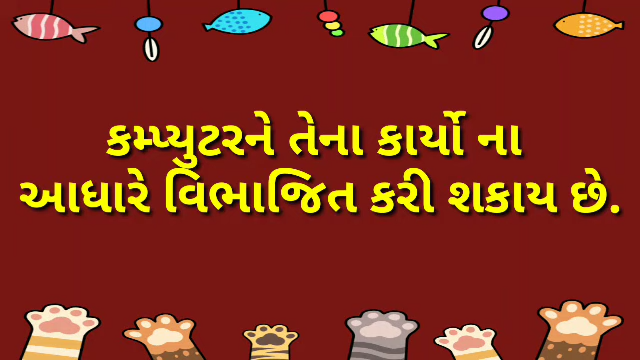 કમ્પ્યુટરને તેના કાર્યો ના
આધારે વિભાજિત કરી શકાય છે.